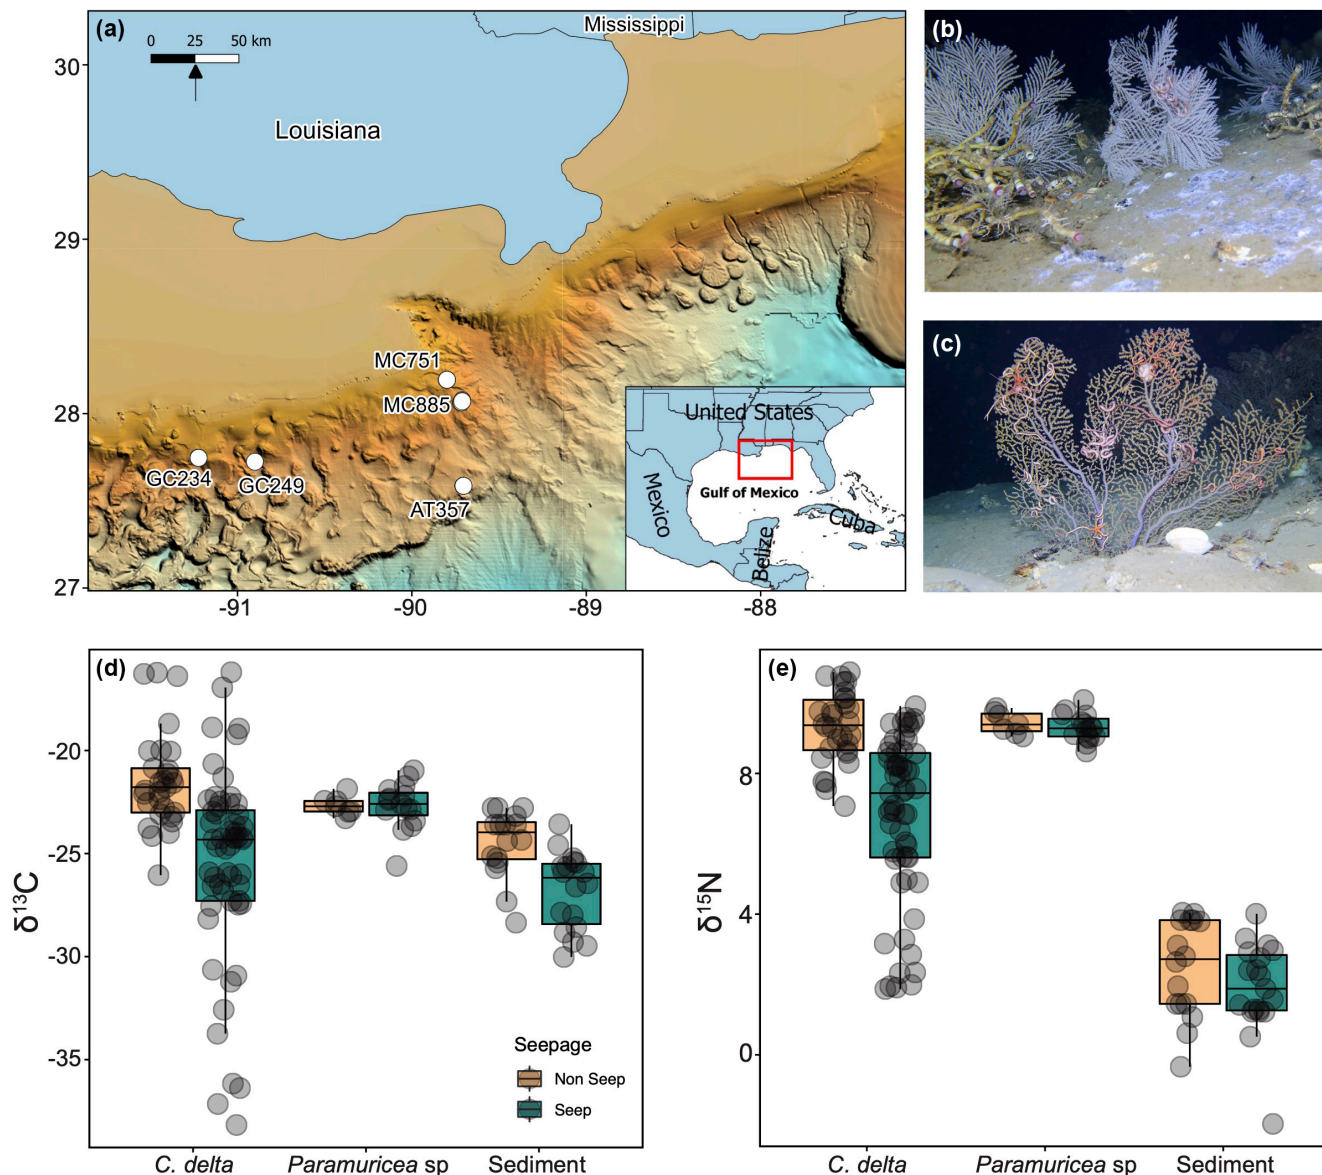 (a)
0 25 50 km
Mississippi
Louisiana
30
29
28
27
MC751
MC885
GC234
GC249
AT357
-91 -90 -89 -88
United States
Gulf of Mexico
Mexico
Cuba
Belize
(b)
(c)
(d)
δ13C
-20
-25
-30
-35
Seepage
Non Seep
Seep
C. delta Paramuricea sp Sediment
(e)
δ15N
8
4
0
C. delta Paramuricea sp Sediment